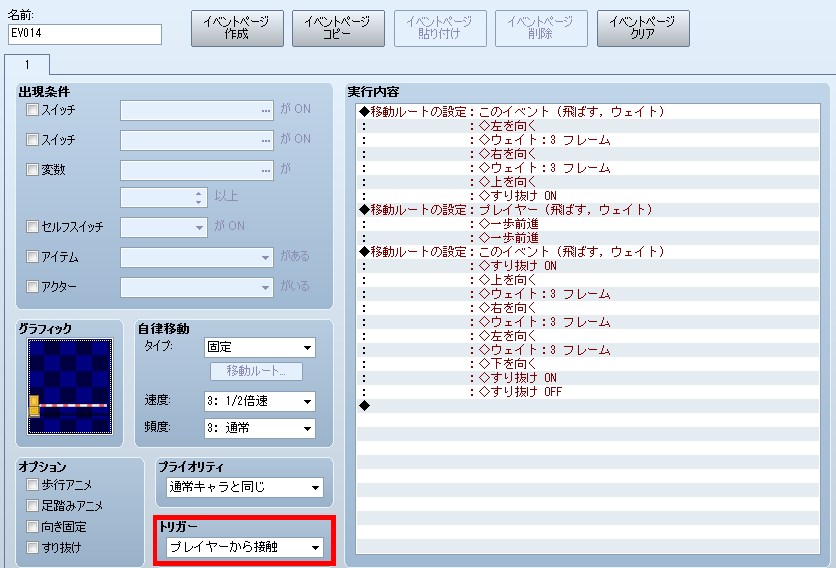 名前:
EV014
イベントページ
作成
イベントページ
コピー
イベントページ
貼り付け
イベントページ
削除
イベントページ
クリア
1
出現条件
スイッチ ... が ON
スイッチ ... が ON
変数 ... が
以上
セルフスイッチ が ON
アイテム がある
アクター がいる
グラフィック
自律移動
タイプ: 固定
移動ルート...
速度: 3: 1/2倍速
頻度: 3: 通常
オプション
歩行アニメ
足踏みアニメ
向き固定
すり抜け
プライオリティ
通常キャラと同じ
トリガー
プレイヤーから接触
実行内容
◆移動ルートの設定：このイベント（飛ばす，ウェイト）
：　　　　　　　　：◇左を向く
：　　　　　　　　：◇ウェイト：3 フレーム
：　　　　　　　　：◇右を向く
：　　　　　　　　：◇ウェイト：3 フレーム
：　　　　　　　　：◇上を向く
：　　　　　　　　：◇すり抜け ON
◆移動ルートの設定：プレイヤー（飛ばす，ウェイト）
：　　　　　　　　：◇一歩前進
：　　　　　　　　：◇一歩前進
◆移動ルートの設定：このイベント（飛ばす，ウェイト）
：　　　　　　　　：◇すり抜け ON
：　　　　　　　　：◇上を向く
：　　　　　　　　：◇ウェイト：3 フレーム
：　　　　　　　　：◇右を向く
：　　　　　　　　：◇ウェイト：3 フレーム
：　　　　　　　　：◇左を向く
：　　　　　　　　：◇ウェイト：3 フレーム
：　　　　　　　　：◇下を向く
：　　　　　　　　：◇すり抜け ON
：　　　　　　　　：◇すり抜け OFF
◆